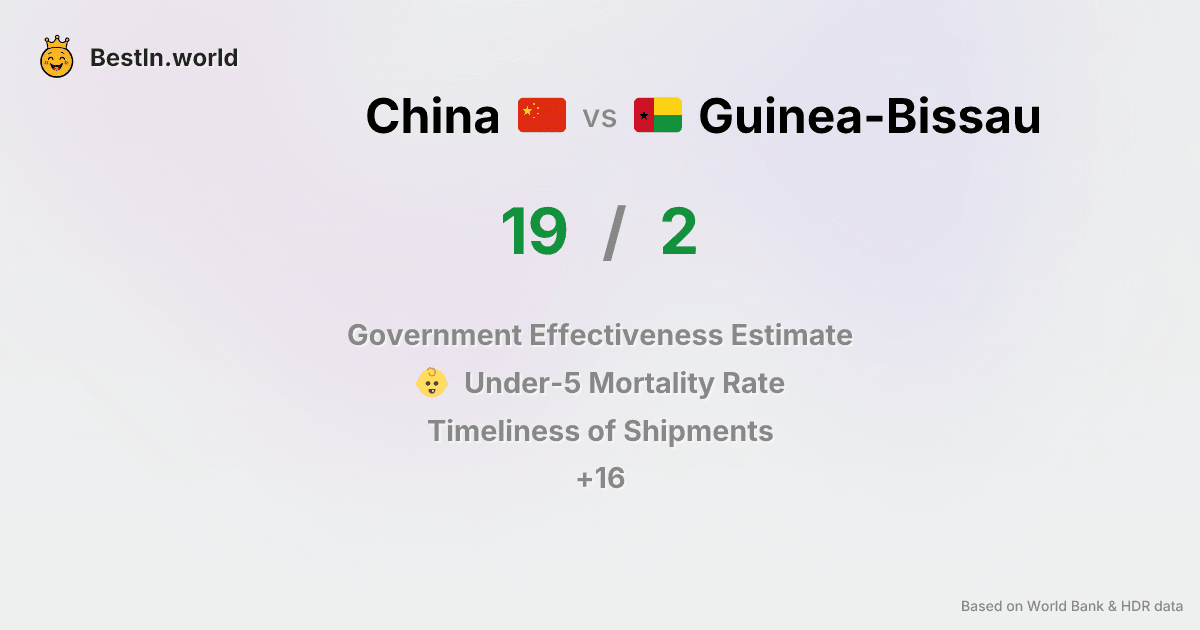 BestIn.world
China vs Guinea-Bissau
19 / 2
Government Effectiveness Estimate
Under-5 Mortality Rate
Timeliness of Shipments
+16
Based on World Bank & HDR data